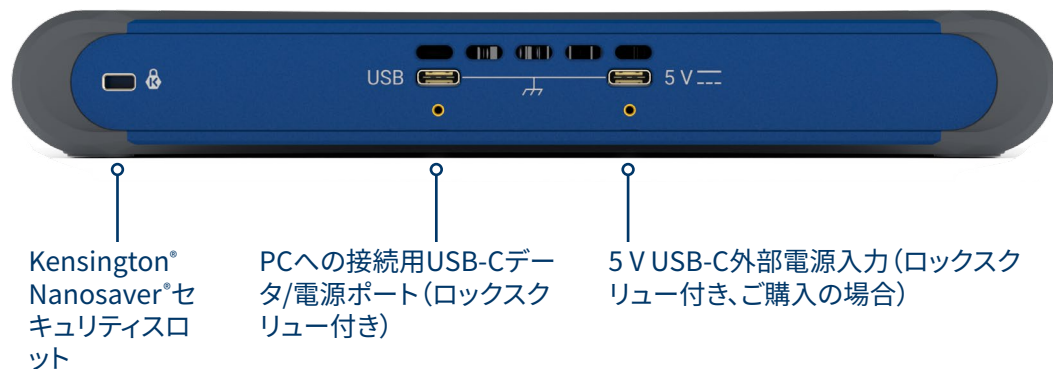 USB
5 V
Kensington®
Nanosaver®セ
キュリティスロ
ット
PCへの接続用USB-Cデー
タ/電源ポート（ロックスク
リュー付き）
5 V USB-C外部電源入力（ロックスク
リュー付き、ご購入の場合）